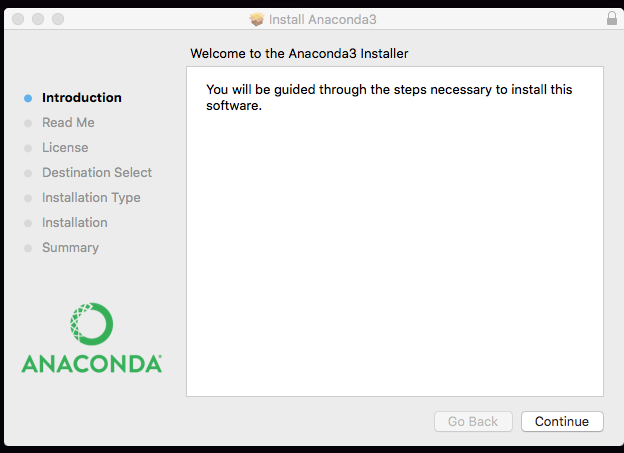 Install Anaconda3
Welcome to the Anaconda3 Installer
Introduction
Read Me
License
Destination Select
Installation Type
Installation
Summary
You will be guided through the steps necessary to install this
software.
ANACONDA®
Go Back
Continue